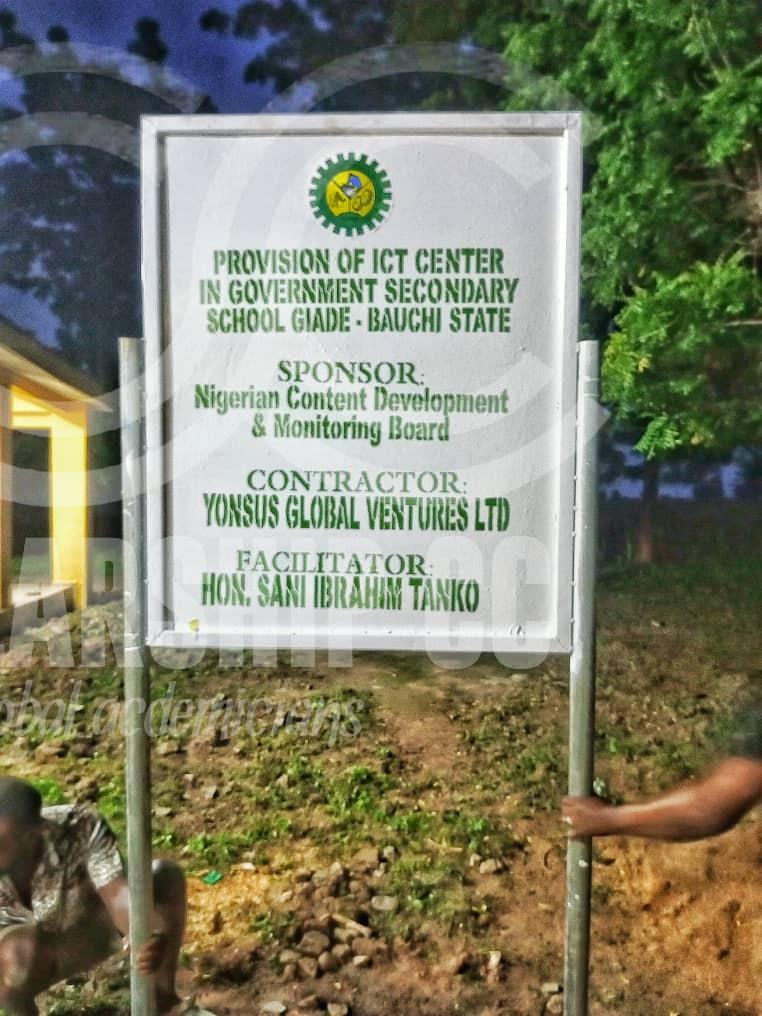 PROVISION OF ICT CENTER
IN GOVERNMENT SECONDARY
SCHOOL GIADE - BAUCHI STATE
SPONSOR:
Nigerian Content Development
& Monitoring Board
CONTRACTOR:
YONSUS GLOBAL VENTURES LTD
FACILITATOR:
HON. SANI IBRAHIM TANKO